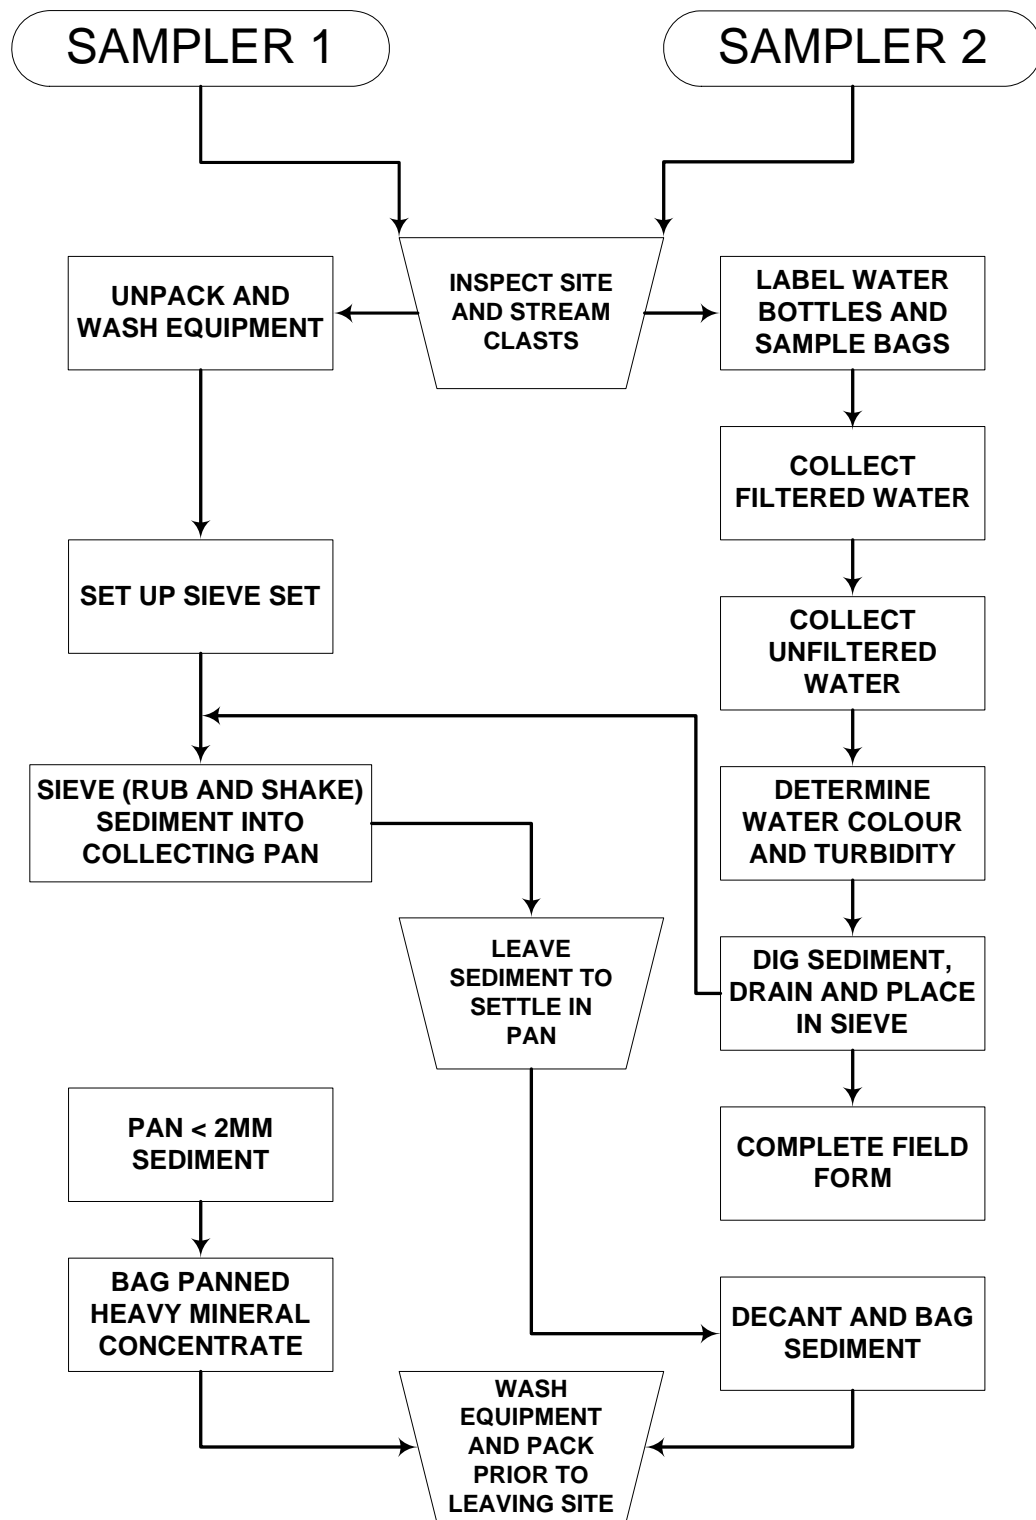 SAMPLER 1
SAMPLER 2
INSPECT SITE
AND STREAM
CLASTS
UNPACK AND
WASH EQUIPMENT
LABEL WATER
BOTTLES AND
SAMPLE BAGS
COLLECT
FILTERED WATER
SET UP SIEVE SET
COLLECT
UNFILTERED
WATER
SIEVE (RUB AND SHAKE)
SEDIMENT INTO
COLLECTING PAN
DETERMINE
WATER COLOUR
AND TURBIDITY
LEAVE
SEDIMENT TO
SETTLE IN
PAN
DIG SEDIMENT,
DRAIN AND PLACE
IN SIEVE
PAN < 2MM
SEDIMENT
COMPLETE FIELD
FORM
BAG PANNED
HEAVY MINERAL
CONCENTRATE
DECANT AND BAG
SEDIMENT
WASH
EQUIPMENT
AND PACK
PRIOR TO
LEAVING SITE